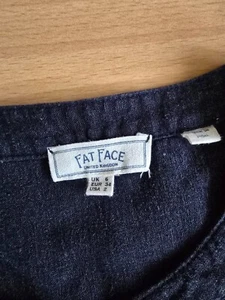 FAT FACE
UNITED KINGDOM
UK 6
EUR 34
USA 2